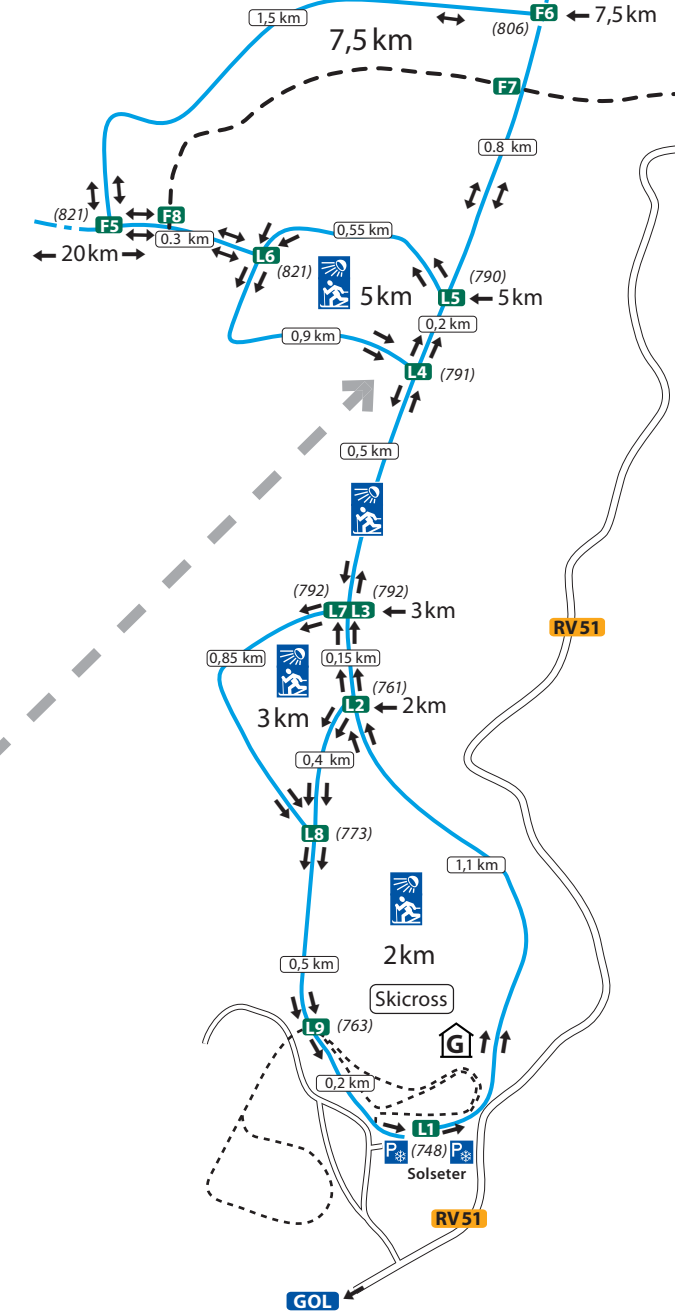 1,5 km
F6
7,5 km
(806)
7,5 km
F7
0.8 km
(821)
F5
F8
0.3 km
20 km
0,55 km
L6
(821)
5 km
(790)
L5
5 km
0,2 km
0,9 km
L4
(791)
0,5 km
(792)
(792)
L7
L3
3 km
RV 51
0,85 km
0,15 km
(761)
3 km
L2
2 km
0,4 km
L8
(773)
1,1 km
2 km
0,5 km
Skicross
L9
(763)
G
0,2 km
L1
P
(748)
P
Solseter
RV 51
GOL